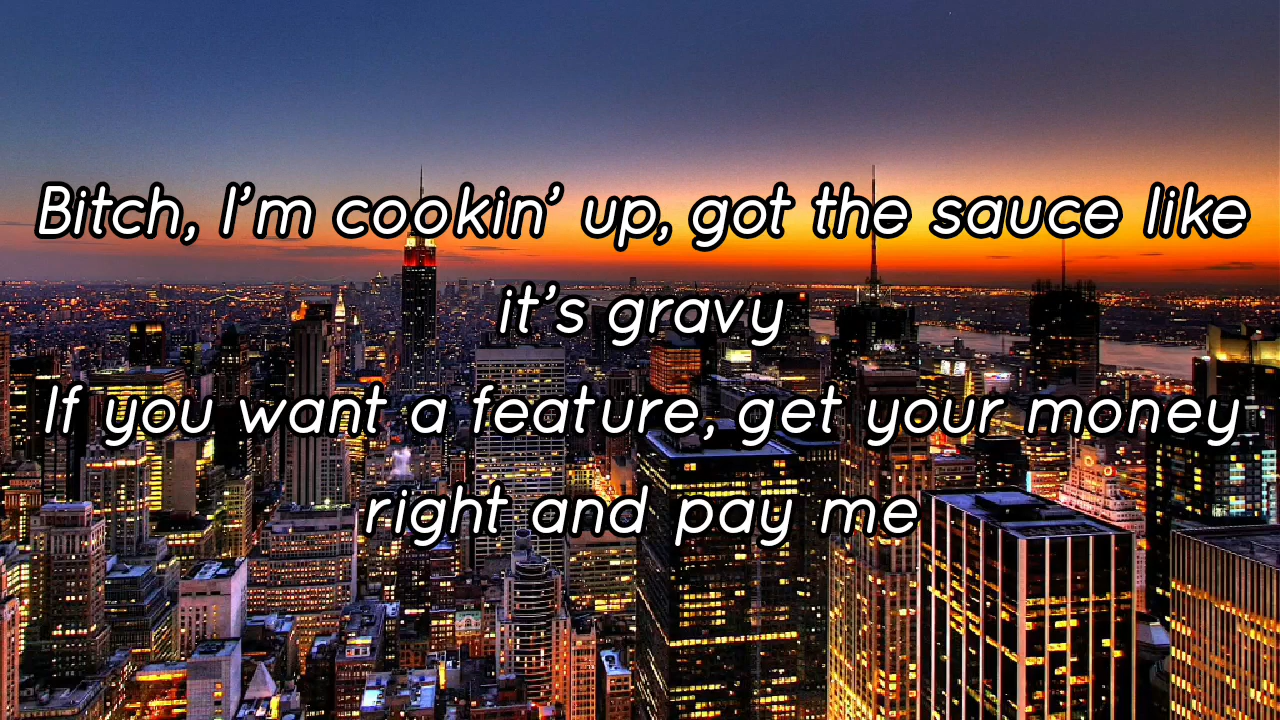 Bitch, I'm cookin' up, got the sauce like
it's gravy
If you want a feature, get your money
right and pay me